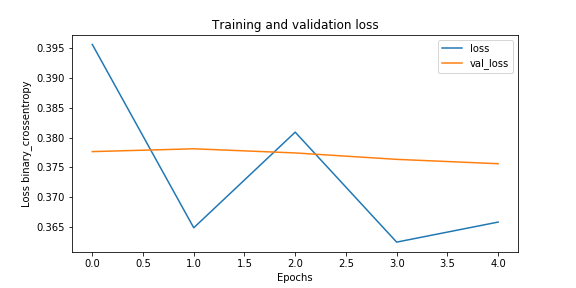 Training and validation loss
loss
val_loss
0.395
0.390
0.385
0.380
0.375
0.370
0.365
Loss binary_crossentropy
0.0 0.5 1.0 1.5 2.0 2.5 3.0 3.5 4.0
Epochs